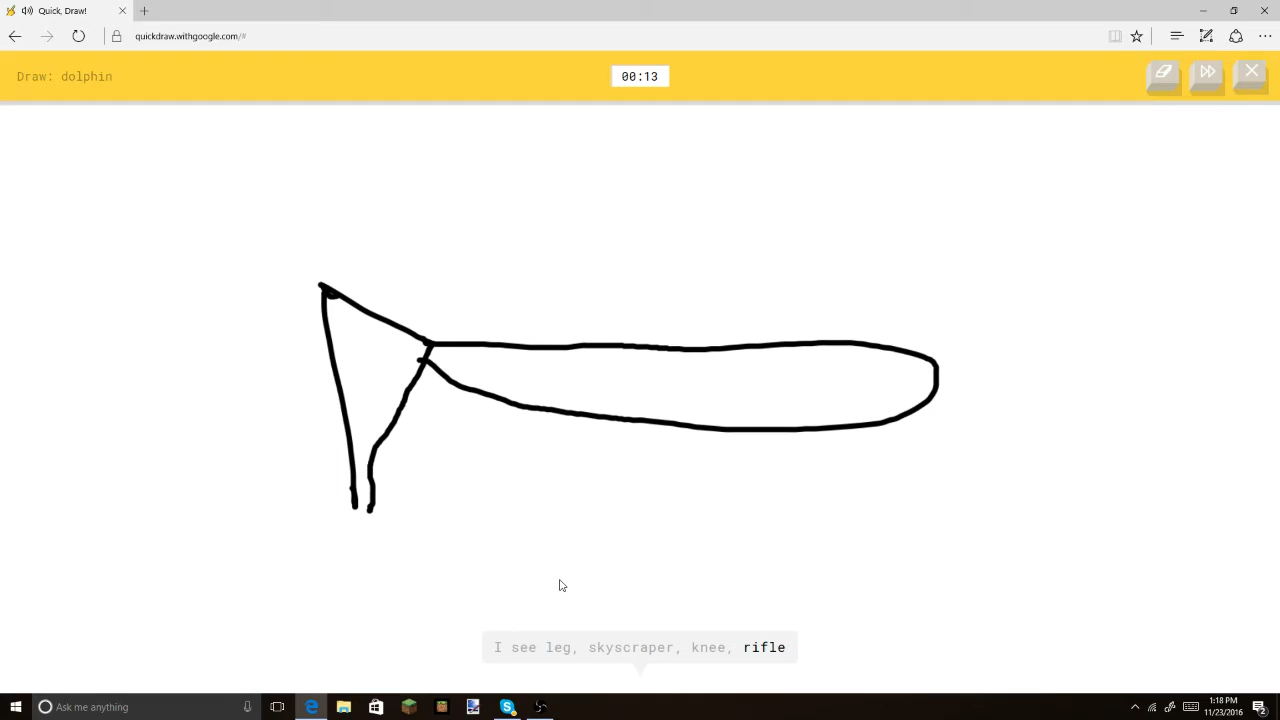 Quick, Draw!
quickdraw.withgoogle.com/#
Draw: dolphin
00:13
I see leg, skyscraper, knee, rifle
Ask me anything
1:18 PM
11/23/2016
2